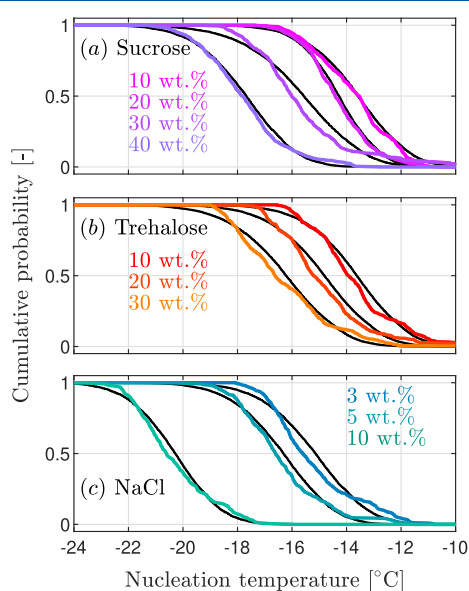 (a) Sucrose
10 wt.%
20 wt.%
30 wt.%
40 wt.%
1
0.5
0
(b) Trehalose
10 wt.%
20 wt.%
30 wt.%
1
0.5
0
Cumulative probability [-]
3 wt.%
5 wt.%
10 wt.%
(c) NaCl
1
0.5
0
-24 -22 -20 -18 -16 -14 -12 -10
Nucleation temperature [°C]